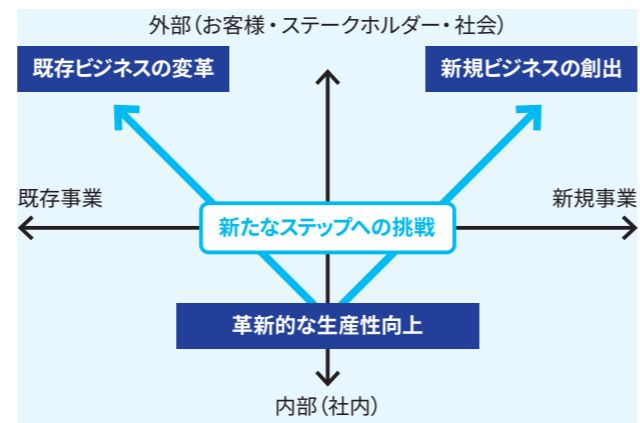 外部（お客様・ステークホルダー・社会）
既存ビジネスの変革
新規ビジネスの創出
既存事業
新規事業
新たなステップへの挑戦
革新的な生産性向上
内部（社内）